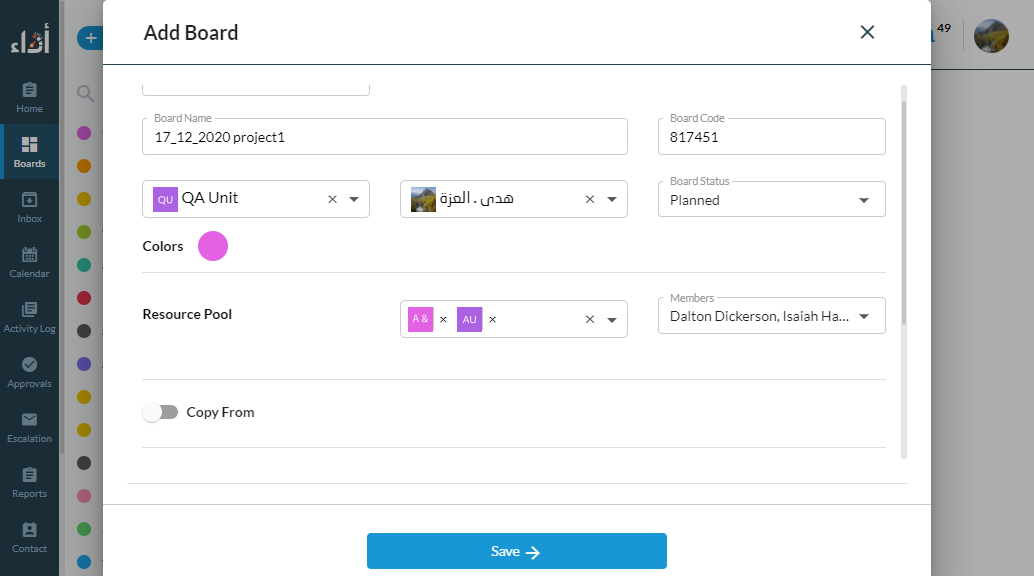 أداء
Home
Boards
Inbox
Calendar
Activity Log
Approvals
Escalation
Reports
Contact
49
Add Board
Board Name
17_12_2020 project1
Board Code
817451
QU QA Unit
هدى . العزة
Board Status
Planned
Colors
Resource Pool
A &
AU
Members
Dalton Dickerson, Isaiah Ha...
Copy From
Save